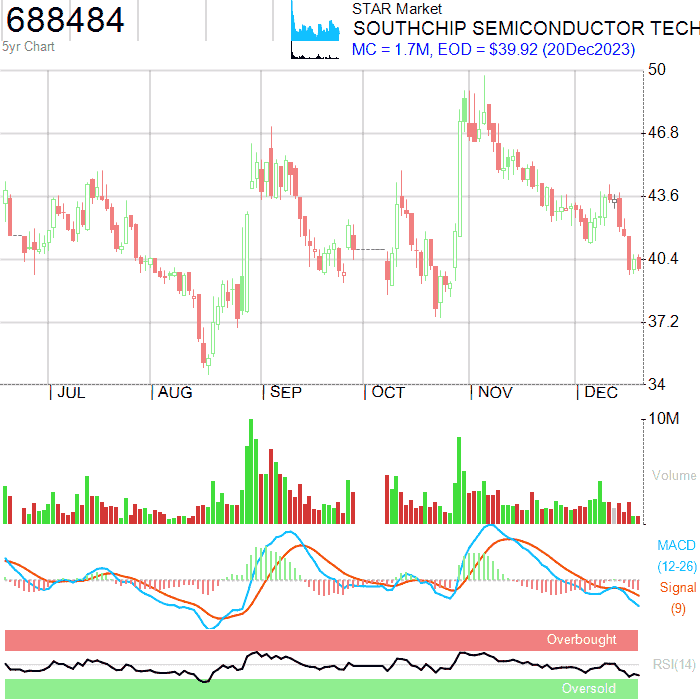 688484
5yr Chart
STAR Market
SOUTHCHIP SEMICONDUCTOR TECH
MC = 1.7M, EOD = $39.92 (20Dec2023)
50
46.8
43.6
40.4
37.2
34
JUL AUG SEP OCT NOV DEC
10M
Volume
MACD
(12-26)
Signal
(9)
Overbought
RSI(14)
Oversold